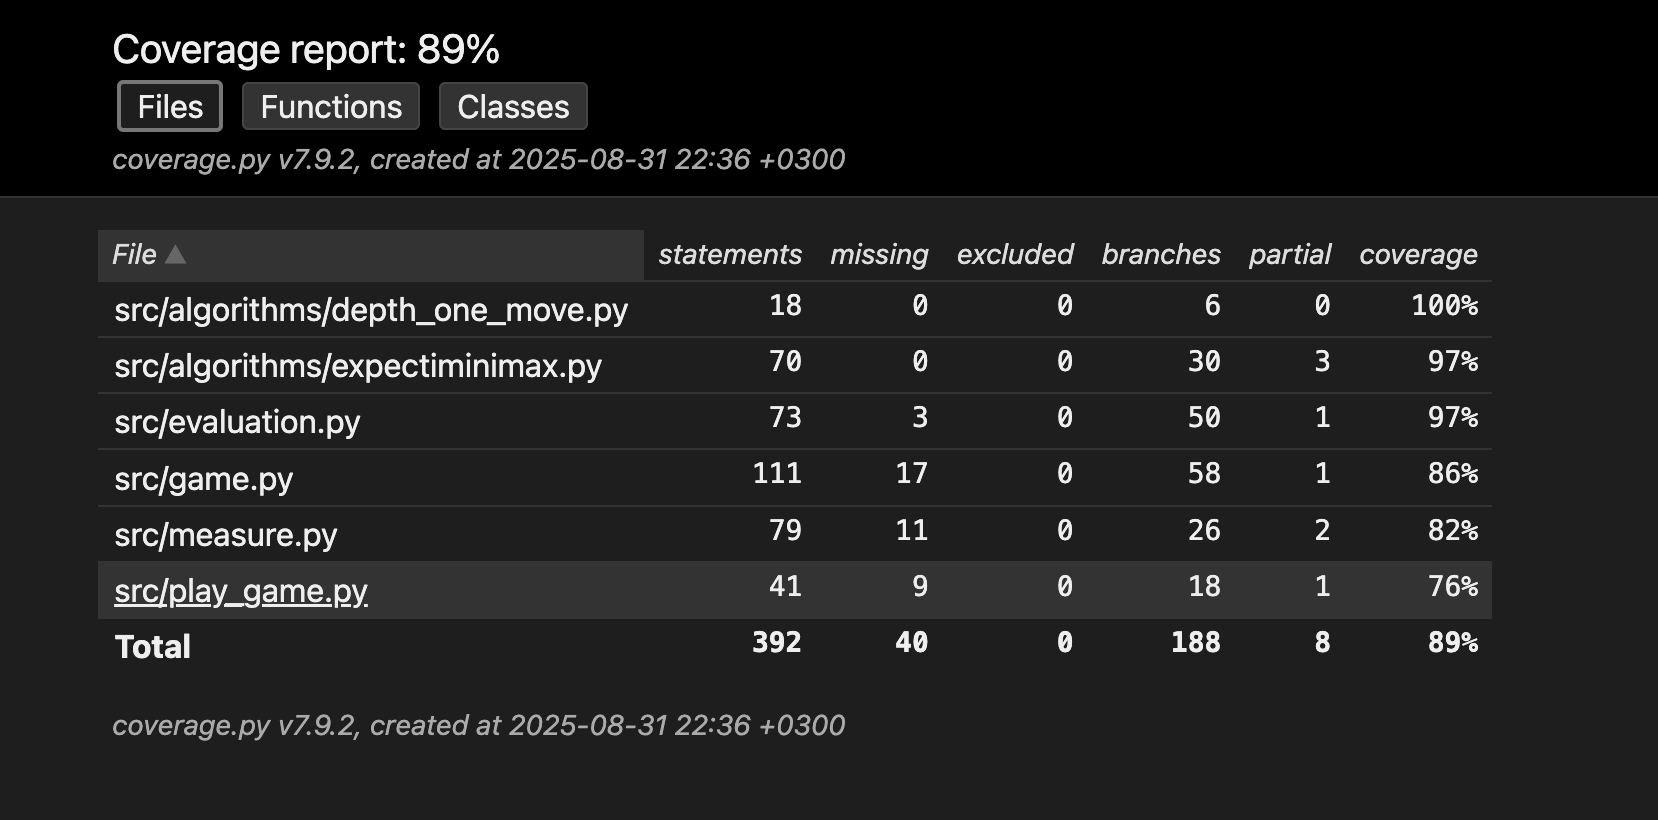 Coverage report: 89%
Files Functions Classes
coverage.py v7.9.2, created at 2025-08-31 22:36 +0300
File ▲ statements missing excluded branches partial coverage
src/algorithms/depth_one_move.py 18 0 0 6 0 100%
src/algorithms/expectiminimax.py 70 0 0 30 3 97%
src/evaluation.py 73 3 0 50 1 97%
src/game.py 111 17 0 58 1 86%
src/measure.py 79 11 0 26 2 82%
src/play_game.py 41 9 0 18 1 76%
Total 392 40 0 188 8 89%
coverage.py v7.9.2, created at 2025-08-31 22:36 +0300